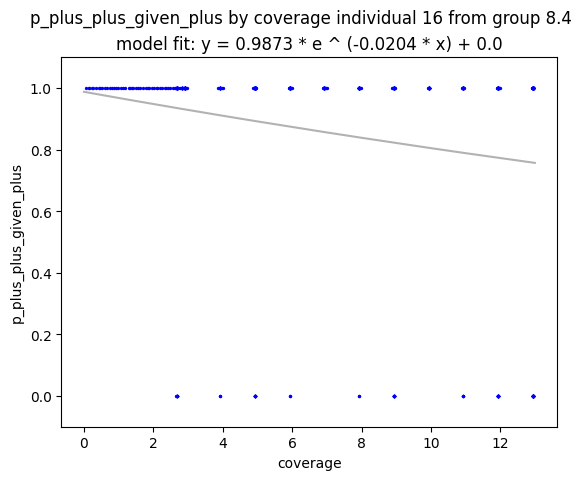 p_plus_plus_given_plus by coverage individual 16 from group 8.4
model fit: y = 0.9873 * e ^ (-0.0204 * x) + 0.0
1.0
0.8
0.6
0.4
0.2
0.0
p_plus_plus_given_plus
0 2 4 6 8 10 12
coverage